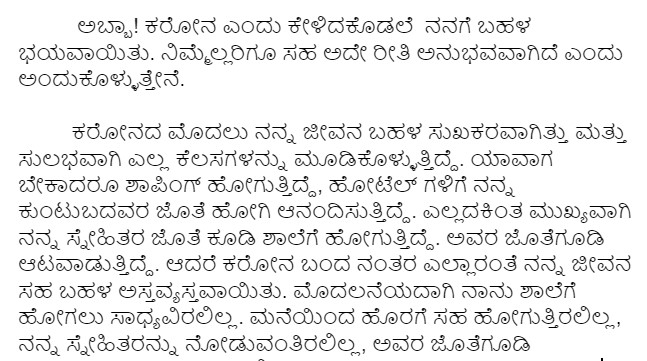 ಅಬ್ಬಾ! ಕರೋನ ಎಂದು ಕೇಳಿದಕೊಡಲೆ ನನಗೆ ಬಹಳ
ಭಯವಾಯಿತು. ನಿಮ್ಮೆಲ್ಲರಿಗೂ ಸಹ ಅದೇ ರೀತಿ ಅನುಭವವಾಗಿದೆ ಎಂದು
ಅಂದುಕೊಳ್ಳುತ್ತೇನೆ.
ಕರೋನದ ಮೊದಲು ನನ್ನ ಜೀವನ ಬಹಳ ಸುಖಕರವಾಗಿತ್ತು ಮತ್ತು
ಸುಲಭವಾಗಿ ಎಲ್ಲ ಕೆಲಸಗಳನ್ನು ಮೂಡಿಕೊಳ್ಳುತ್ತಿದ್ದೆ. ಯಾವಾಗ
ಬೇಕಾದರೂ ಶಾಪಿಂಗ್ ಹೋಗುತ್ತಿದ್ದೆ, ಹೋಟೆಲ್ ಗಳಿಗೆ ನನ್ನ
ಕುಂಟುಬದವರ ಜೊತೆ ಹೋಗಿ ಆನಂದಿಸುತ್ತಿದ್ದೆ. ಎಲ್ಲದಕಿಂತ ಮುಖ್ಯವಾಗಿ
ನನ್ನ ಸ್ನೇಹಿತರ ಜೊತೆ ಕೂಡಿ ಶಾಲೆಗೆ ಹೋಗುತ್ತಿದ್ದೆ. ಅವರ ಜೊತೆಗೂಡಿ
ಆಟವಾಡುತ್ತಿದ್ದೆ. ಆದರೆ ಕರೋನ ಬಂದ ನಂತರ ಎಲ್ಲಾರಂತೆ ನನ್ನ ಜೀವನ
ಸಹ ಬಹಳ ಅಸ್ತವ್ಯಸ್ತವಾಯಿತು. ಮೊದಲನೆಯದಾಗಿ ನಾನು ಶಾಲೆಗೆ
ಹೋಗಲು ಸಾಧ್ಯವಿರಲಿಲ್ಲ. ಮನೆಯಿಂದ ಹೊರಗೆ ಸಹ ಹೋಗುತ್ತಿರಲಿಲ್ಲ,
ನನ್ನ ಸ್ನೇಹಿತರನ್ನು ನೋಡುವಂತಿರಲಿಲ್ಲ, ಅವರ ಜೊತೆಗೂಡಿ